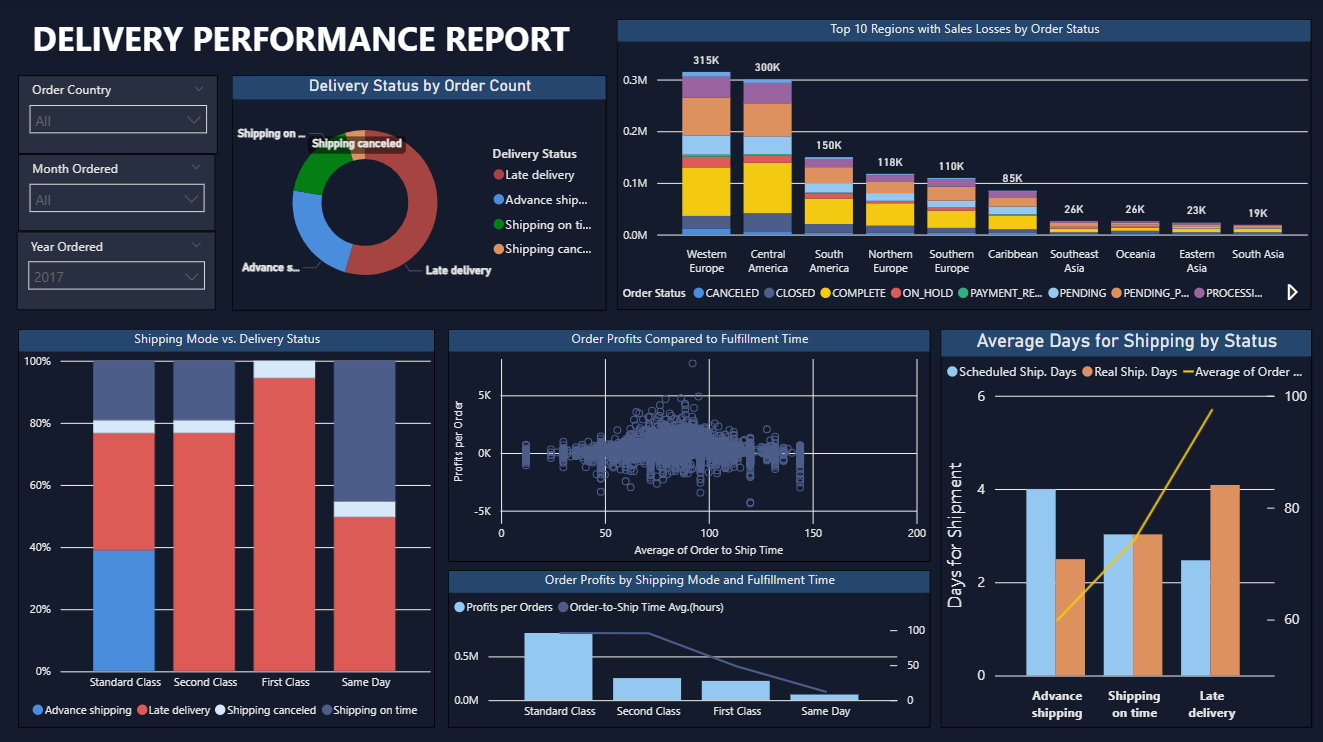 DELIVERY PERFORMANCE REPORT
Order Country
All
Month Ordered
All
Year Ordered
2017
Delivery Status by Order Count
Shipping on ...
Shipping canceled
Advance s...
Late delivery
Delivery Status
Late delivery
Advance ship...
Shipping on ti...
Shipping canc...
Top 10 Regions with Sales Losses by Order Status
0.3M
0.2M
0.1M
0.0M
315K
300K
150K
118K
110K
85K
26K
26K
23K
19K
Western Europe
Central America
South America
Northern Europe
Southern Europe
Caribbean
Southeast Asia
Oceania
Eastern Asia
South Asia
Order Status CANCELED CLOSED COMPLETE ON_HOLD PAYMENT_RE... PENDING PENDING_P... PROCESSI...
Shipping Mode vs. Delivery Status
100%
80%
60%
40%
20%
0%
Standard Class Second Class First Class Same Day
Advance shipping Late delivery Shipping canceled Shipping on time
Order Profits Compared to Fulfillment Time
Profits per Order
5K
0K
-5K
0 50 100 150 200
Average of Order to Ship Time
Order Profits by Shipping Mode and Fulfillment Time
Profits per Orders Order-to-Ship Time Avg.(hours)
0.5M
0.0M
100
50
0
Standard Class Second Class First Class Same Day
Average Days for Shipping by Status
Scheduled Ship. Days Real Ship. Days Average of Order ...
Days for Shipment
6
4
2
0
100
80
60
Advance shipping
Shipping on time
Late delivery